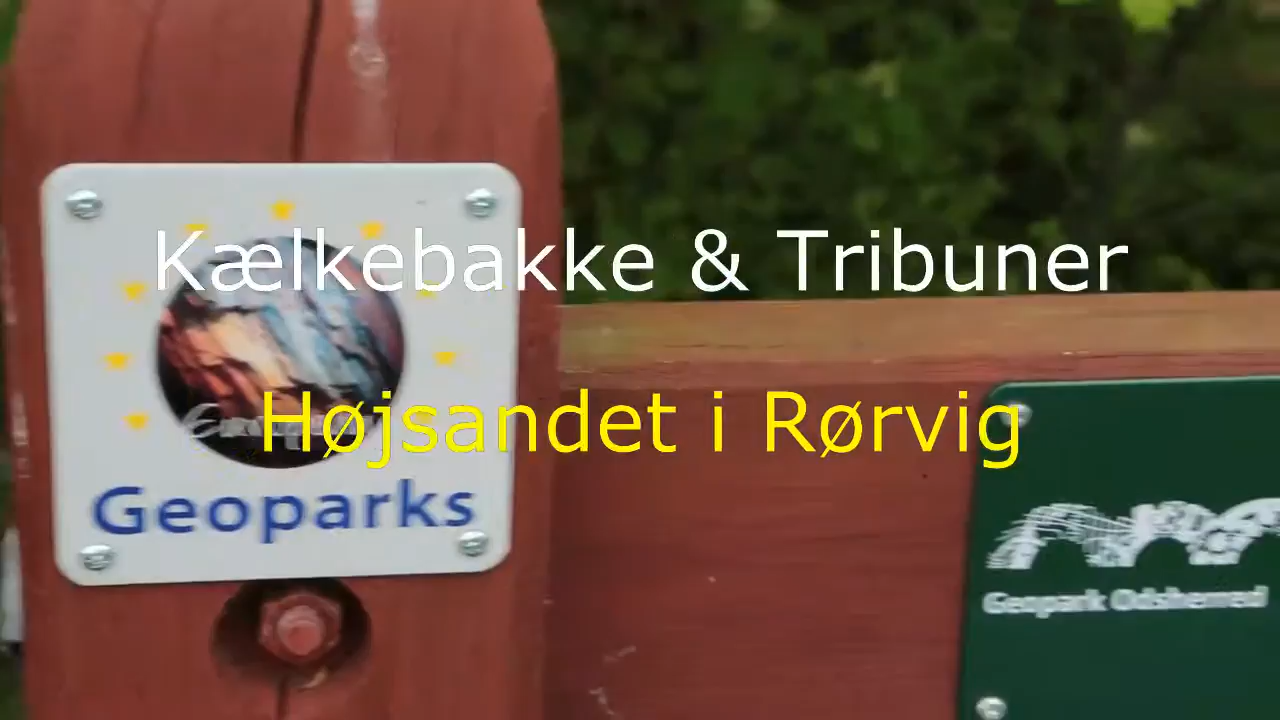 Kælkebakke & Tribuner
Højsandet i Rørvig
Geoparks
Geopark Odsherred